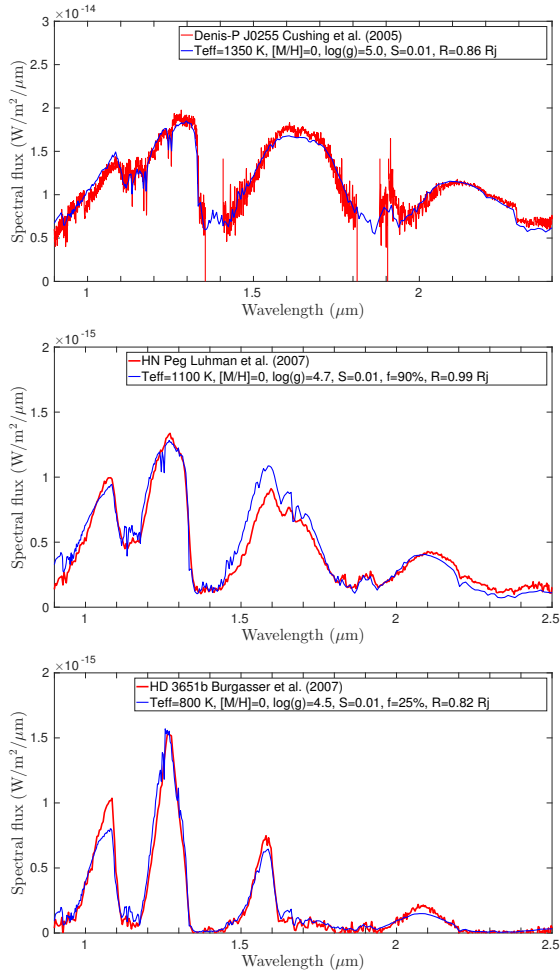 ×10-14
3
2.5
2
1.5
1
0.5
0
Spectral flux (W/m²/μm)
Denis-P J0255 Cushing et al. (2005)
Teff=1350 K, [M/H]=0, log(g)=5.0, S=0.01, R=0.86 Rj
1 1.5 2
Wavelength (μm)
×10-15
2
1.5
1
0.5
0
Spectral flux (W/m²/μm)
HN Peg Luhman et al. (2007)
Teff=1100 K, [M/H]=0, log(g)=4.7, S=0.01, f=90%, R=0.99 Rj
1 1.5 2 2.5
Wavelength (μm)
×10-15
2
1.5
1
0.5
0
Spectral flux (W/m²/μm)
HD 3651b Burgasser et al. (2007)
Teff=800 K, [M/H]=0, log(g)=4.5, S=0.01, f=25%, R=0.82 Rj
1 1.5 2 2.5
Wavelength (μm)